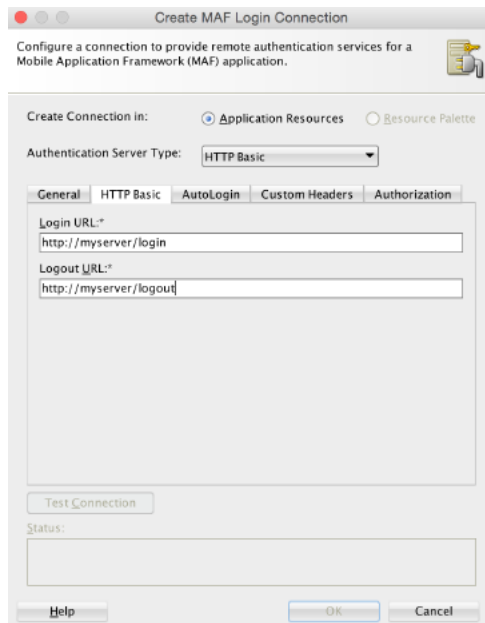 Create MAF Login Connection
Configure a connection to provide remote authentication services for a
Mobile Application Framework (MAF) application.
Create Connection in: Application Resources Resource Palette
Authentication Server Type: HTTP Basic
General HTTP Basic AutoLogin Custom Headers Authorization
Login URL:*
http://myserver/login
Logout URL:*
http://myserver/logout
Test Connection
Status:
Help OK Cancel